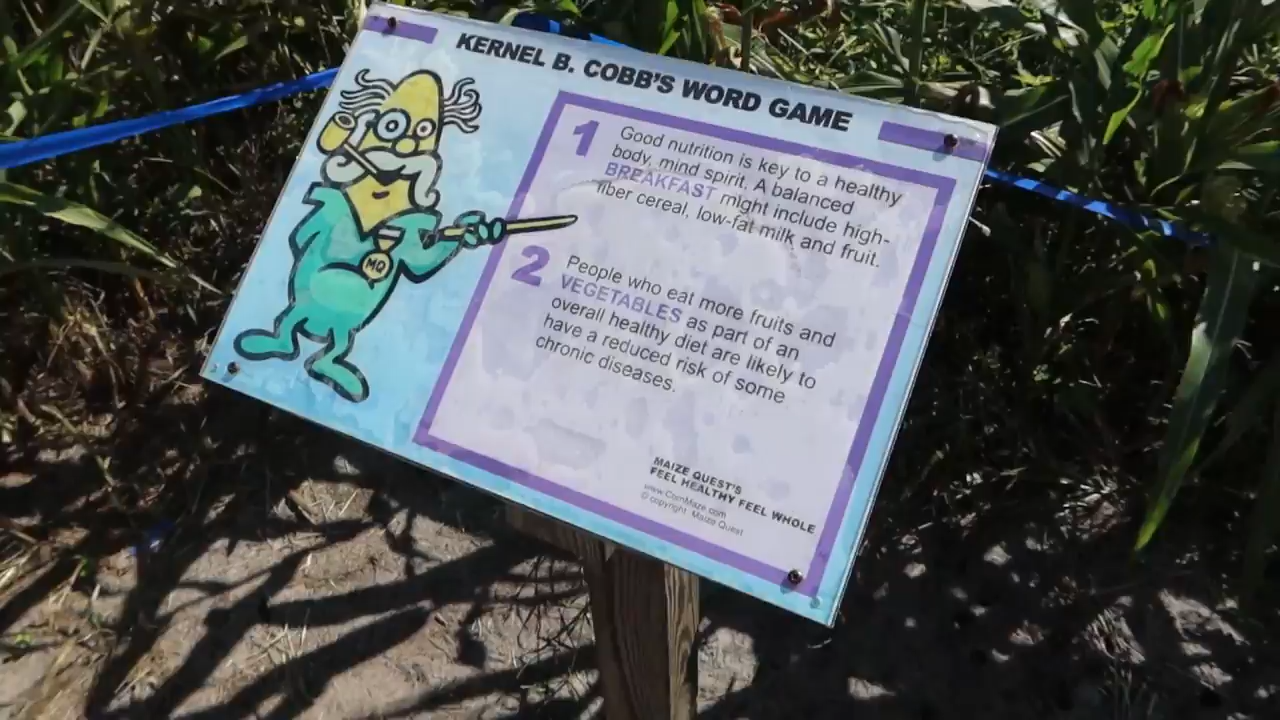 KERNEL B. COBB'S WORD GAME
1
Good nutrition is key to a healthy
body, mind spirit. A balanced
BREAKFAST might include high-
fiber cereal, low-fat milk and fruit.
2
People who eat more fruits and
VEGETABLES as part of an
overall healthy diet are likely to
have a reduced risk of some
chronic diseases.
MQ
MAIZE QUEST'S
FEEL HEALTHY FEEL WHOLE
www.CornMaze.com
© copyright Maize Quest